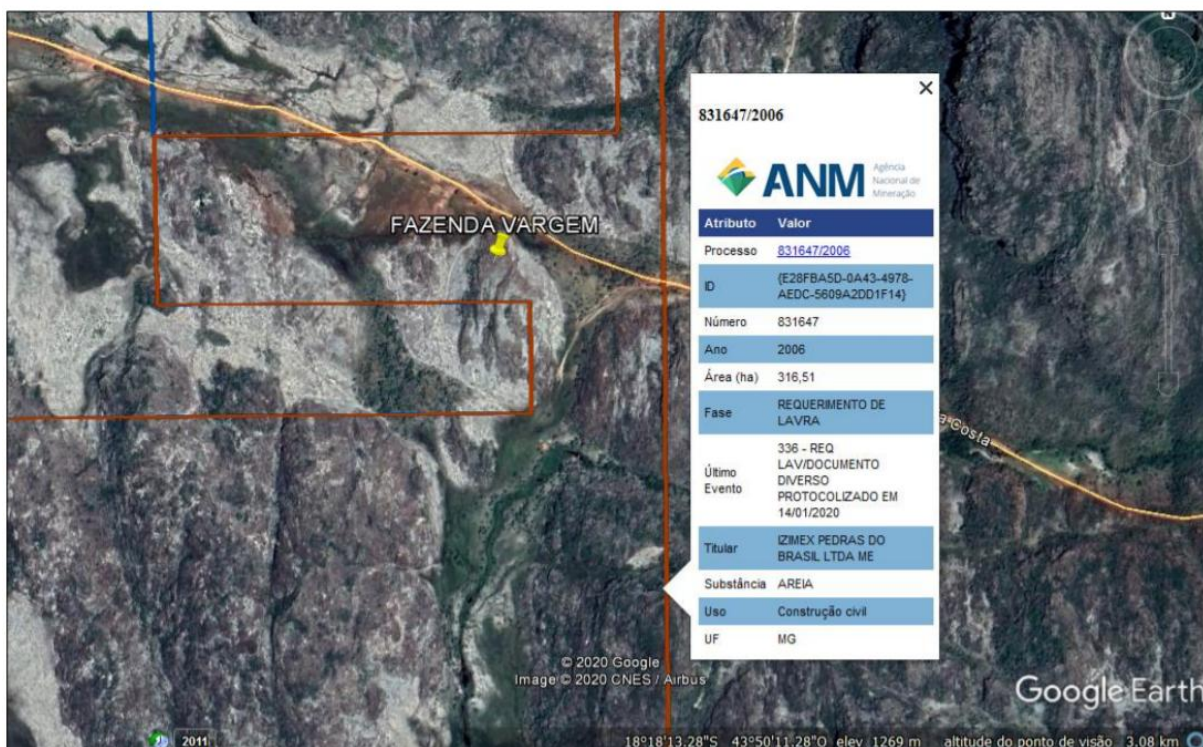 831647/2006
ANM
Agência
Nacional de
Mineração
Atributo Valor
Processo 831647/2006
ID {E28FBA5D-0A43-4978-
AEDC-5609A2DD1F14}
Número 831647
Ano 2006
Área (ha) 316,51
Fase REQUERIMENTO DE
LAVRA
Último
Evento
336 - REQ
LAV/DOCUMENTO
DIVERSO
PROTOCOLIZADO EM
14/01/2020
Titular IZIMEX PEDRAS DO
BRASIL LTDA ME
Substância AREIA
Uso Construção civil
UF MG
FAZENDA VARGEM
a Costa
© 2020 Google
Image © 2020 CNES / Airbus
Google Earth
2011
18°18'13.28"S 43°50'11.28"O elev 1269 m altitude do ponto de visão 3.08 km